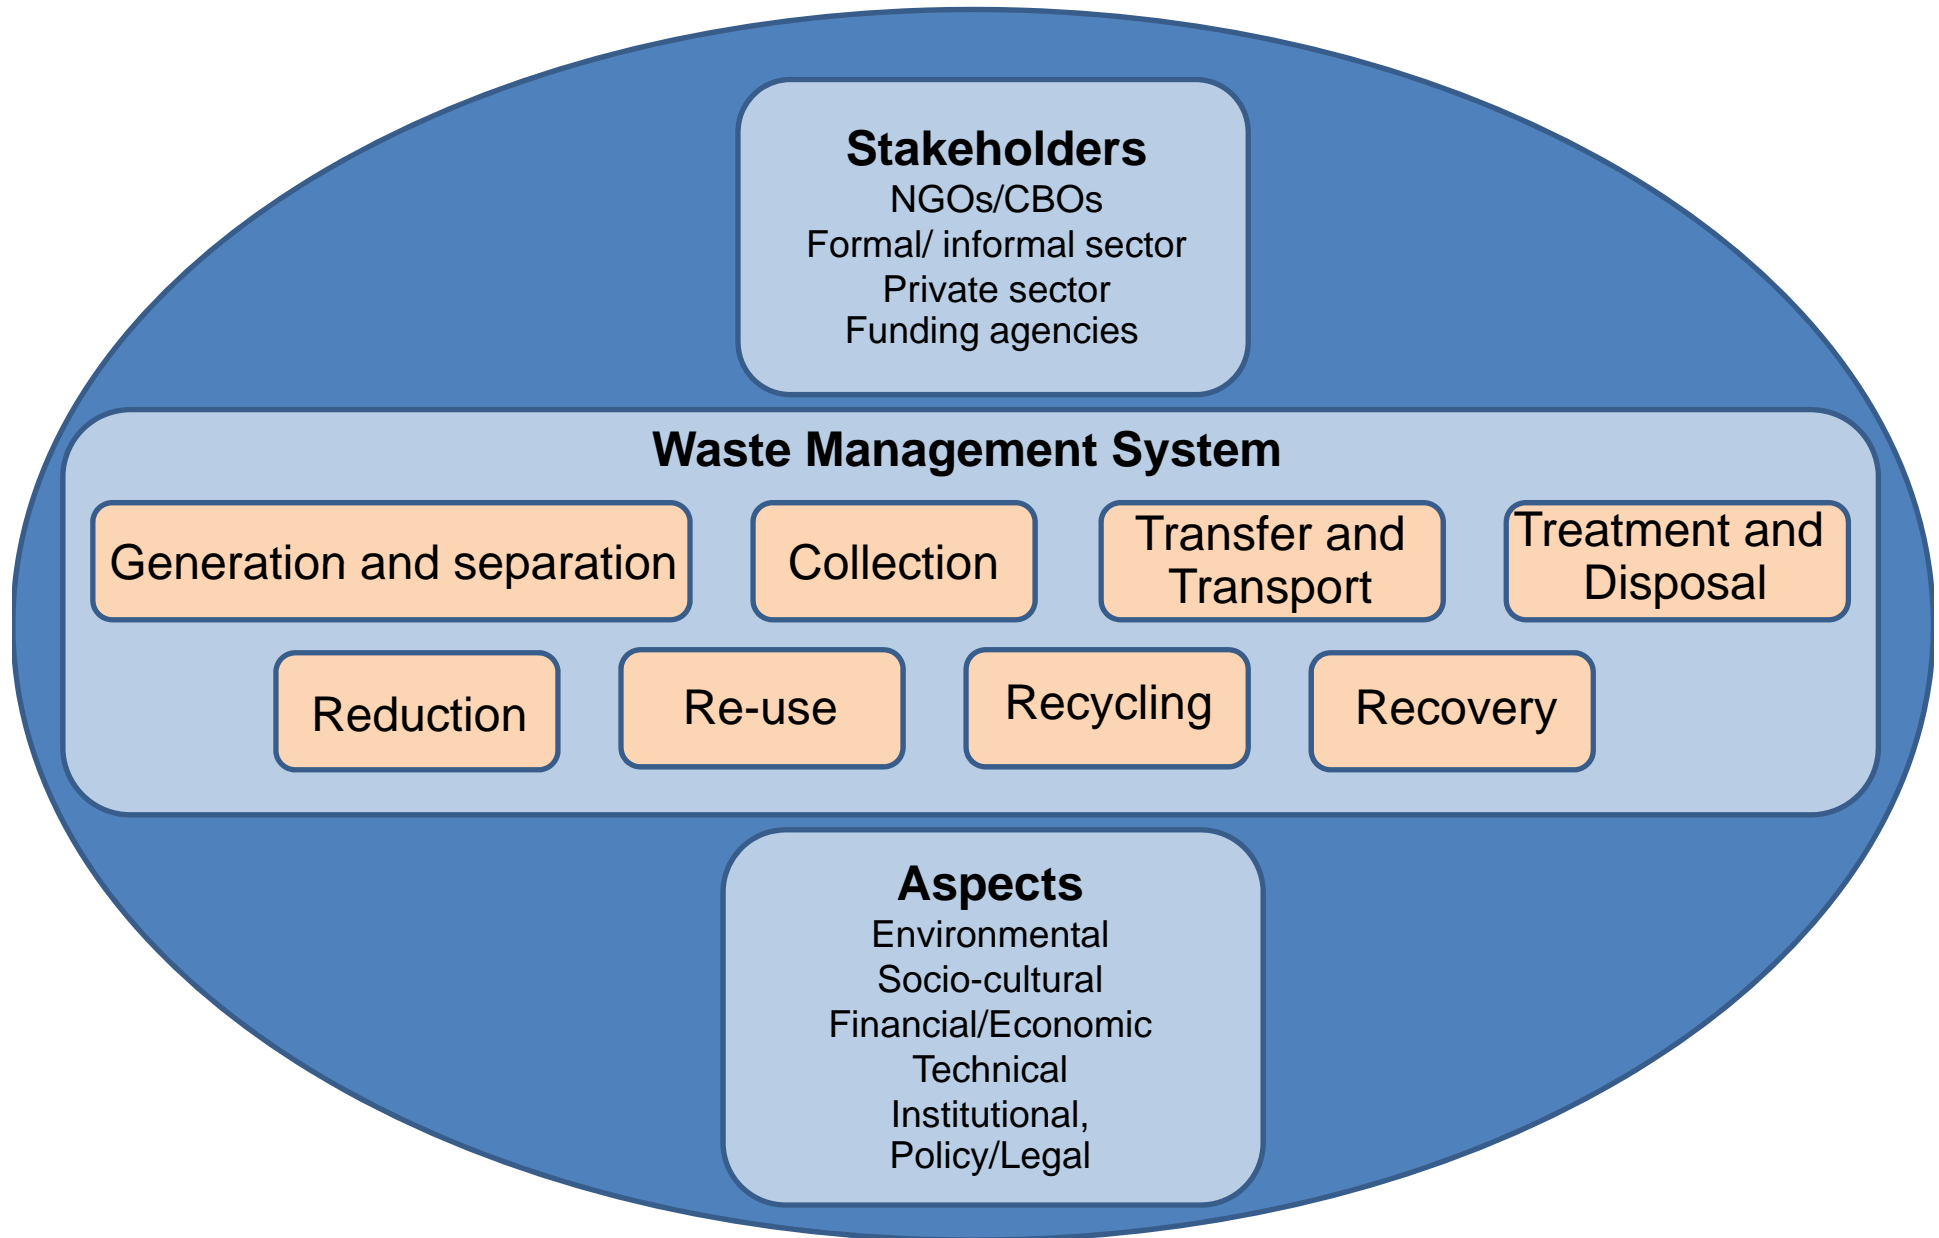 Stakeholders
NGOs/CBOs
Formal/ informal sector
Private sector
Funding agencies
Waste Management System
Generation and separation
Collection
Transfer and
Transport
Treatment and
Disposal
Reduction
Re-use
Recycling
Recovery
Aspects
Environmental
Socio-cultural
Financial/Economic
Technical
Institutional,
Policy/Legal